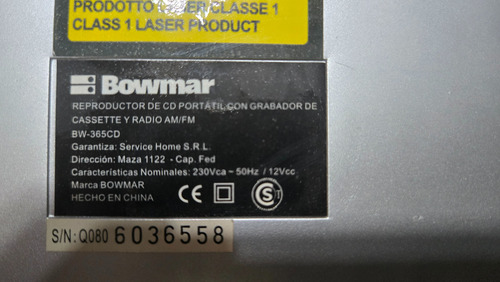 PRODOTTO LASER CLASSE 1
CLASS 1 LASER PRODUCT
Bowmar
REPRODUCTOR DE CD PORTÁTIL CON GRABADOR DE
CASSETTE Y RADIO AM/FM
BW-365CD
Garantiza: Service Home S.R.L.
Dirección: Maza 1122 - Cap. Fed
Características Nominales: 230Vca ~ 50Hz / 12Vcc
Marca BOWMAR
HECHO EN CHINA
CE
S
S/N: Q080 6036558